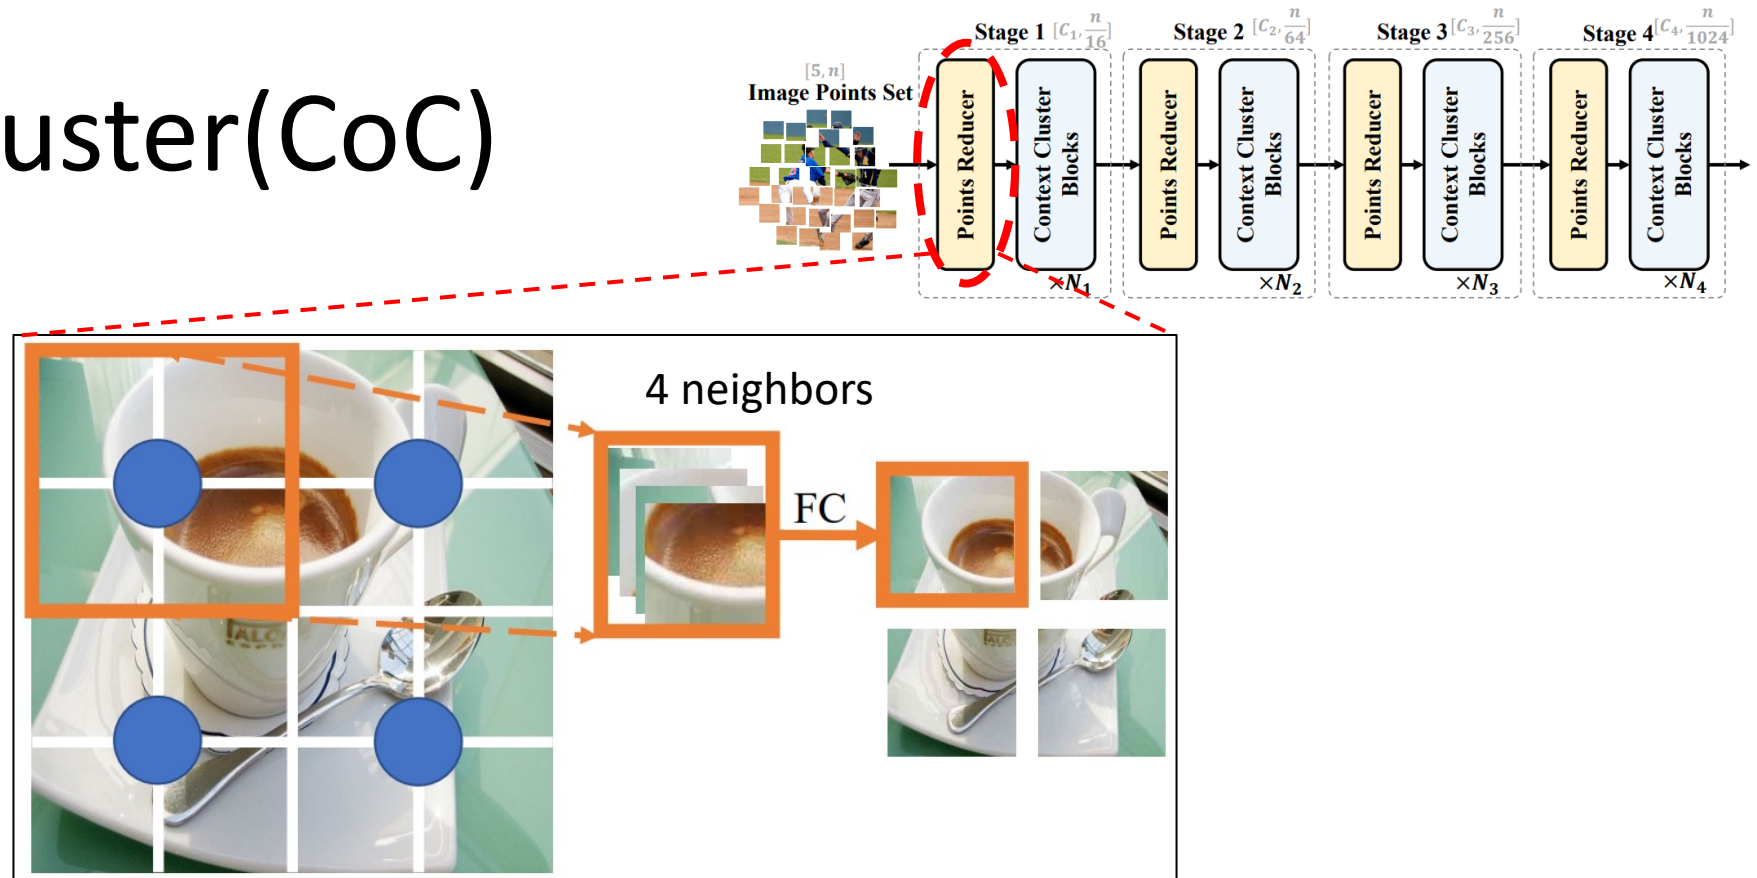 uster(CoC)
[5, n]
Image Points Set
Stage 1 [C₁, n/16]
Points Reducer
Context Cluster
Blocks
×N₁
Stage 2 [C₂, n/64]
Points Reducer
Context Cluster
Blocks
×N₂
Stage 3 [C₃, n/256]
Points Reducer
Context Cluster
Blocks
×N₃
Stage 4 [C₄, n/1024]
Points Reducer
Context Cluster
Blocks
×N₄
4 neighbors
FC